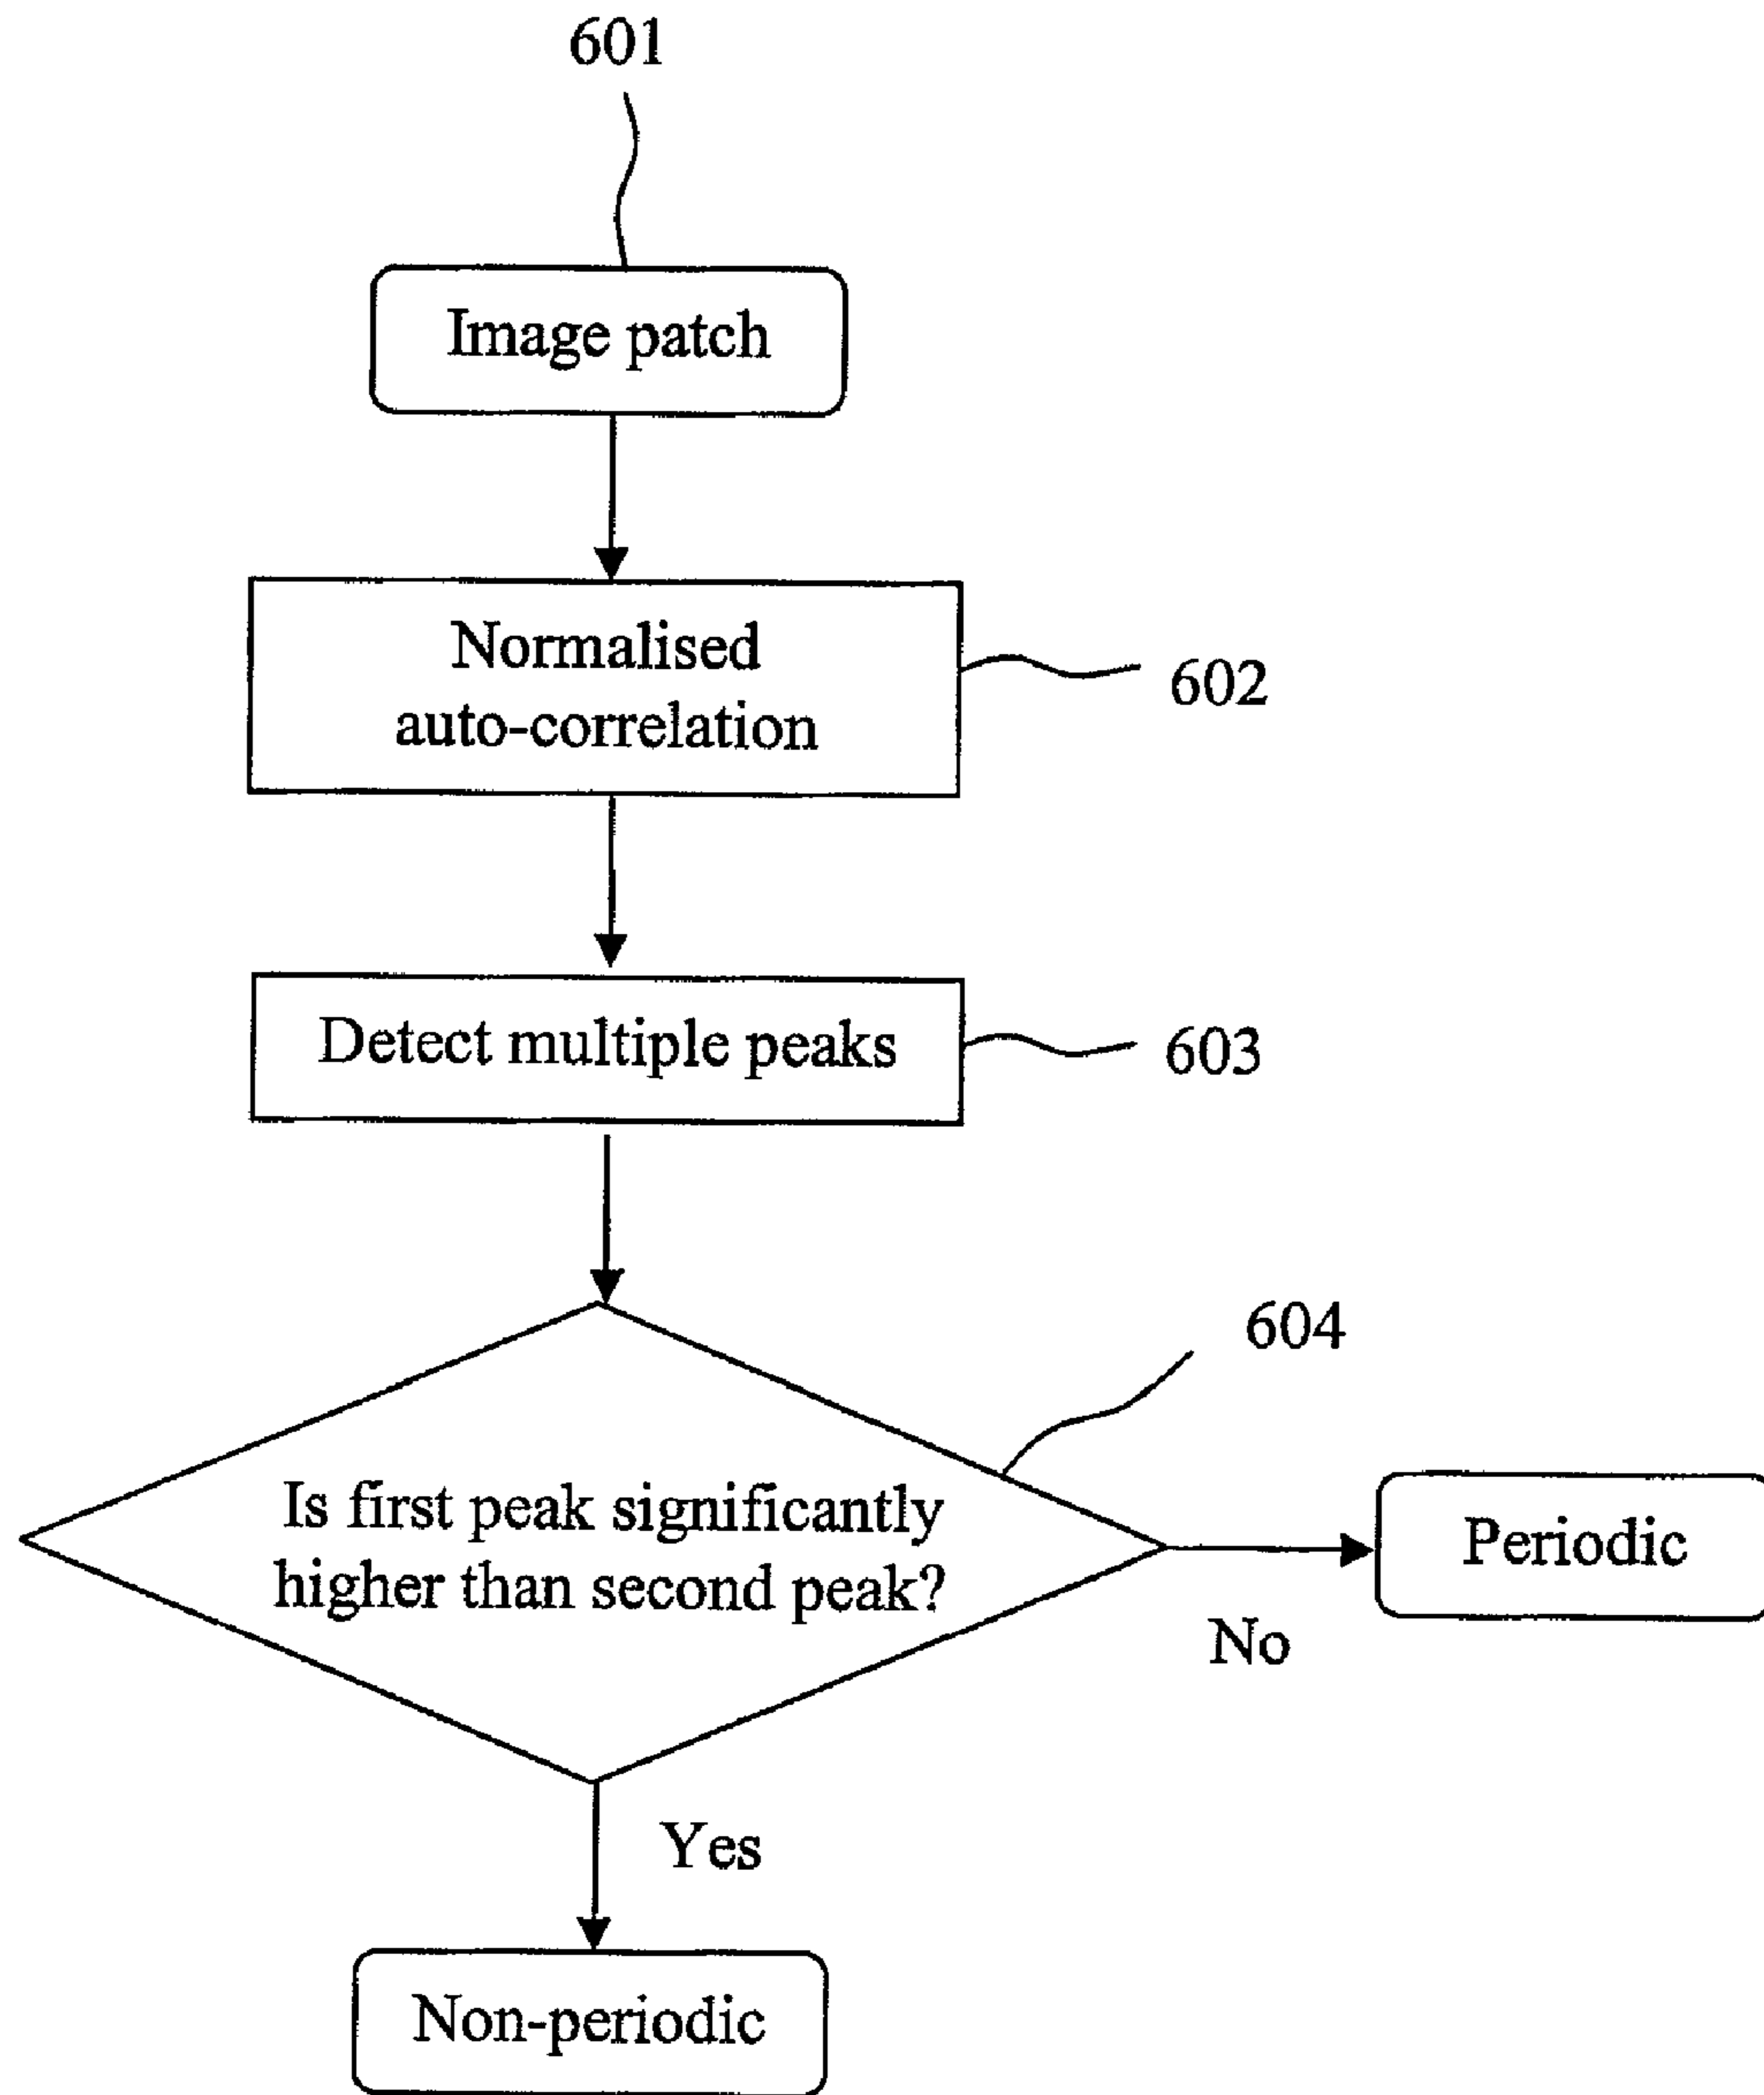 601
Image patch
Normalised
auto-correlation
602
Detect multiple peaks
603
604
Is first peak significantly
higher than second peak?
Periodic
No
Yes
Non-periodic